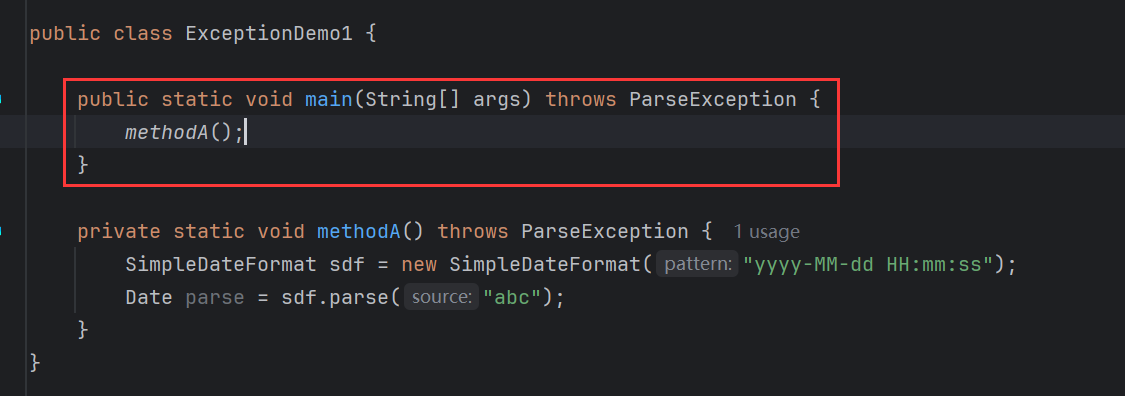 public class ExceptionDemo1 {
public static void main(String[] args) throws ParseException {
methodA();
}
private static void methodA() throws ParseException { 1 usage
SimpleDateFormat sdf = new SimpleDateFormat( pattern: "yyyy-MM-dd HH:mm:ss");
Date parse = sdf.parse( source: "abc");
}
}